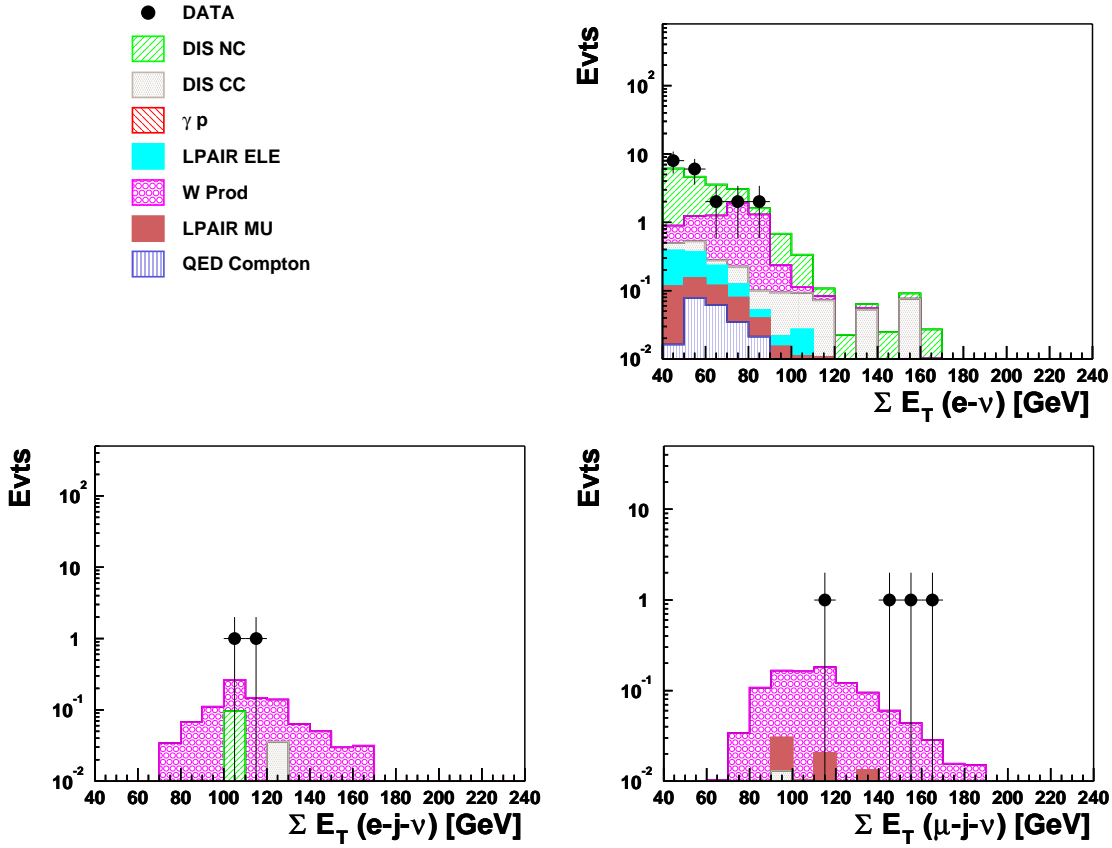 DATA
DIS NC
DIS CC
γ p
LPAIR ELE
W Prod
LPAIR MU
QED Compton
Evts
10²
10
1
10⁻¹
10⁻²
40 60 80 100 120 140 160 180 200 220 240
Σ E_T (e-ν) [GeV]
Evts
10²
10
1
10⁻¹
10⁻²
40 60 80 100 120 140 160 180 200 220 240
Σ E_T (e-j-ν) [GeV]
Evts
10
1
10⁻¹
10⁻²
40 60 80 100 120 140 160 180 200 220 240
Σ E_T (μ-j-ν) [GeV]